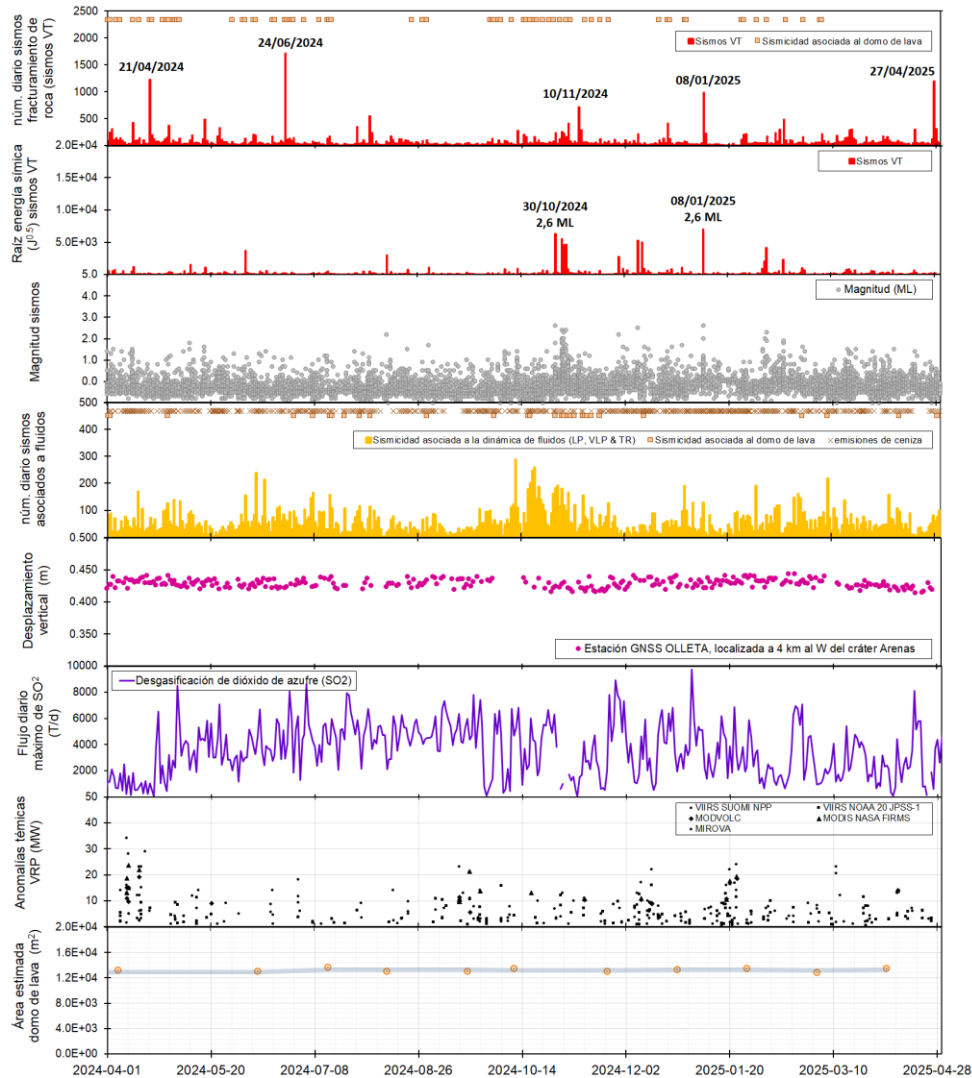 2500
2000
1500
1000
500
2.0E+04
núm. diario sismos
fracturamiento de
roca (sismos VT)
21/04/2024
24/06/2024
10/11/2024
08/01/2025
27/04/2025
Sismos VT
Sismicidad asociada al domo de lava
1.5E+04
1.0E+04
5.0E+03
5.0
Raíz energía sísmica
(J^0.5) sismos VT
Sismos VT
30/10/2024
2,6 ML
08/01/2025
2,6 ML
4.0
3.0
2.0
1.0
0.0
500
Magnitud sismos
Magnitud (ML)
400
300
200
100
0.500
núm. diario sismos
asociados a fluidos
Sismicidad asociada a la dinámica de fluidos (LP, VLP & TR)
Sismicidad asociada al domo de lava
emisiones de ceniza
0.450
0.400
0.350
0.300
10000
Desplazamiento
vertical (m)
Estación GNSS OLLETA, localizada a 4 km al W del cráter Arenas
8000
6000
4000
2000
50
Flujo diario
máximo de SO²
(T/d)
Desgasificación de dióxido de azufre (SO2)
40
30
20
10
2.0E+04
Anomalías témicas
VRP (MW)
VIIRS SUOMI NPP
VIIRS NOAA 20 JPSS-1
MODVOLC
MODIS NASA FIRMS
MIROVA
1.6E+04
1.2E+04
8.0E+03
4.0E+03
0.0E+00
Área estimada
domo de lava (m²)
2024-04-01
2024-05-20
2024-07-08
2024-08-26
2024-10-14
2024-12-02
2025-01-20
2025-03-10
2025-04-28